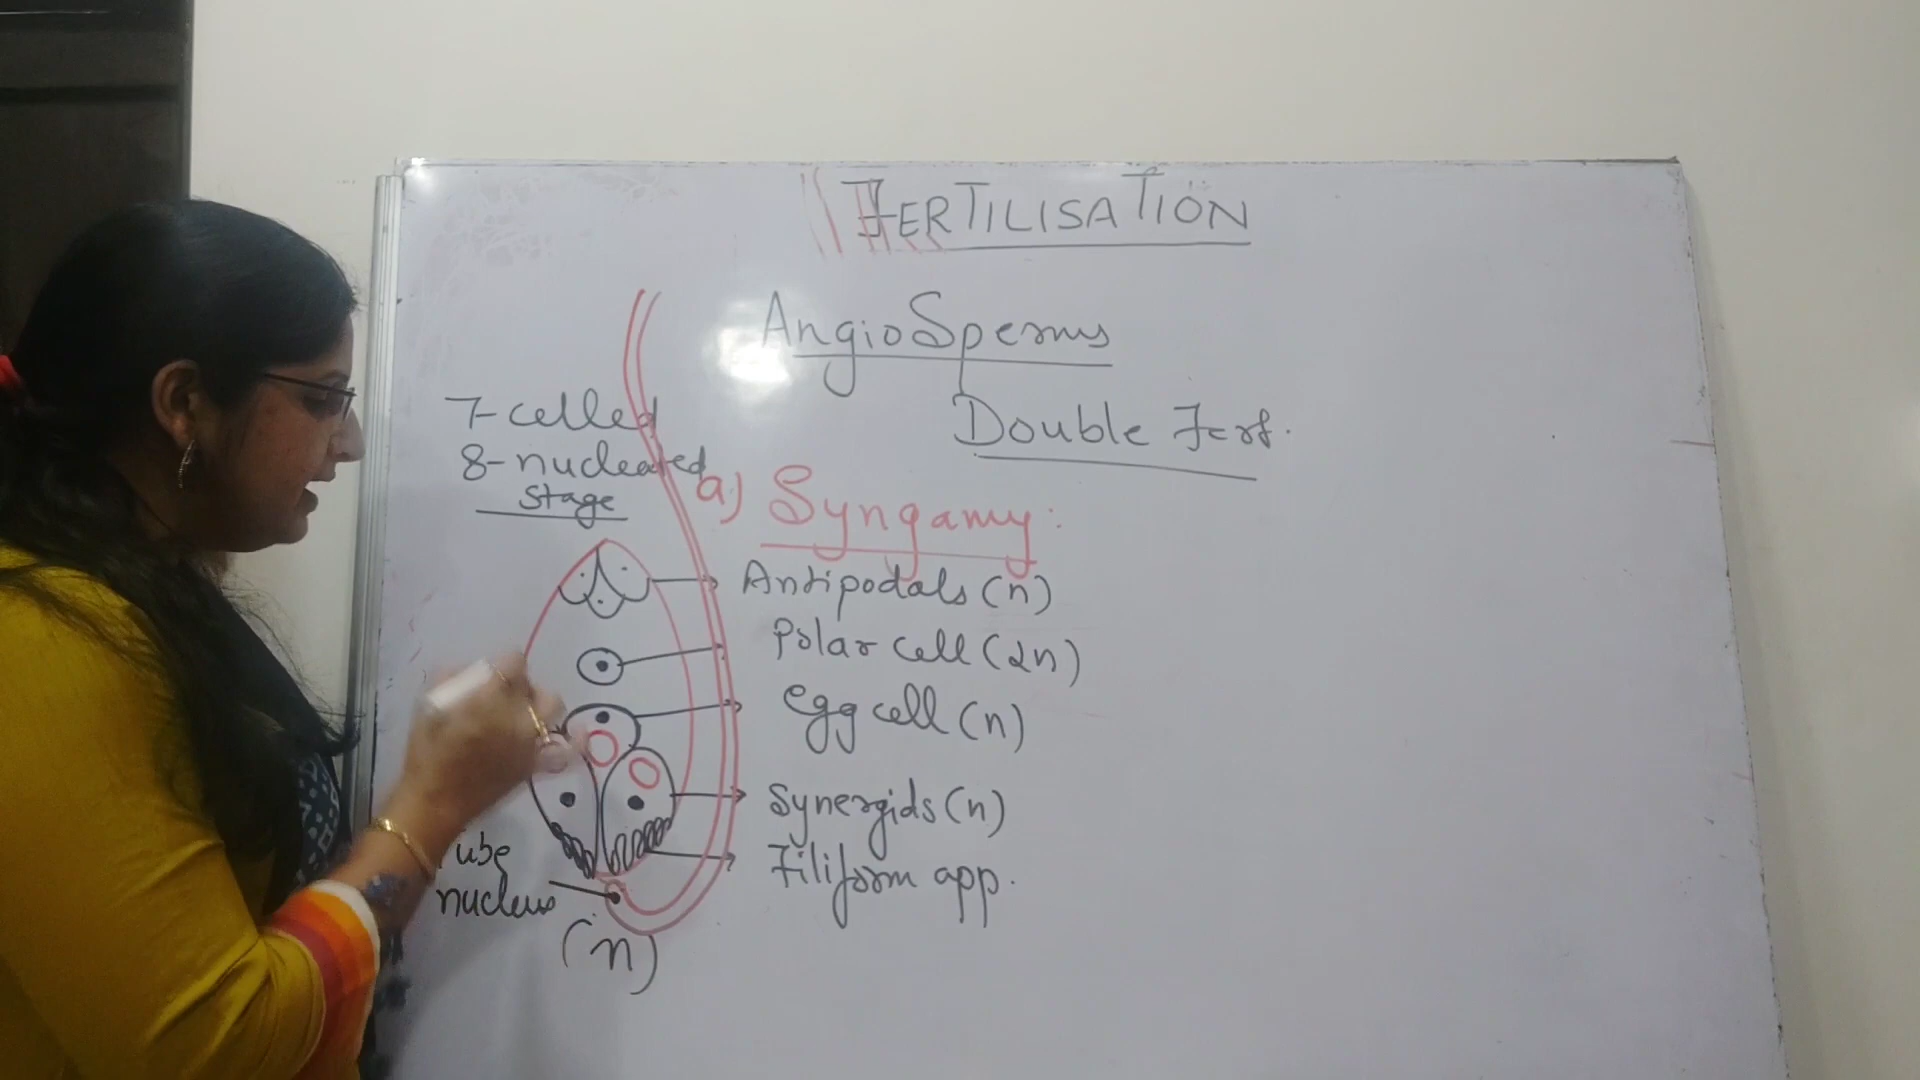 FERTILISATION
AngioSperms
Double Fert.
7-celled
8-nucleated
Stage
a) Syngamy:
Antipodals (n)
Polar cell (2n)
egg cell (n)
Synergids (n)
Filiform app.
Tube
nucleus
(n)